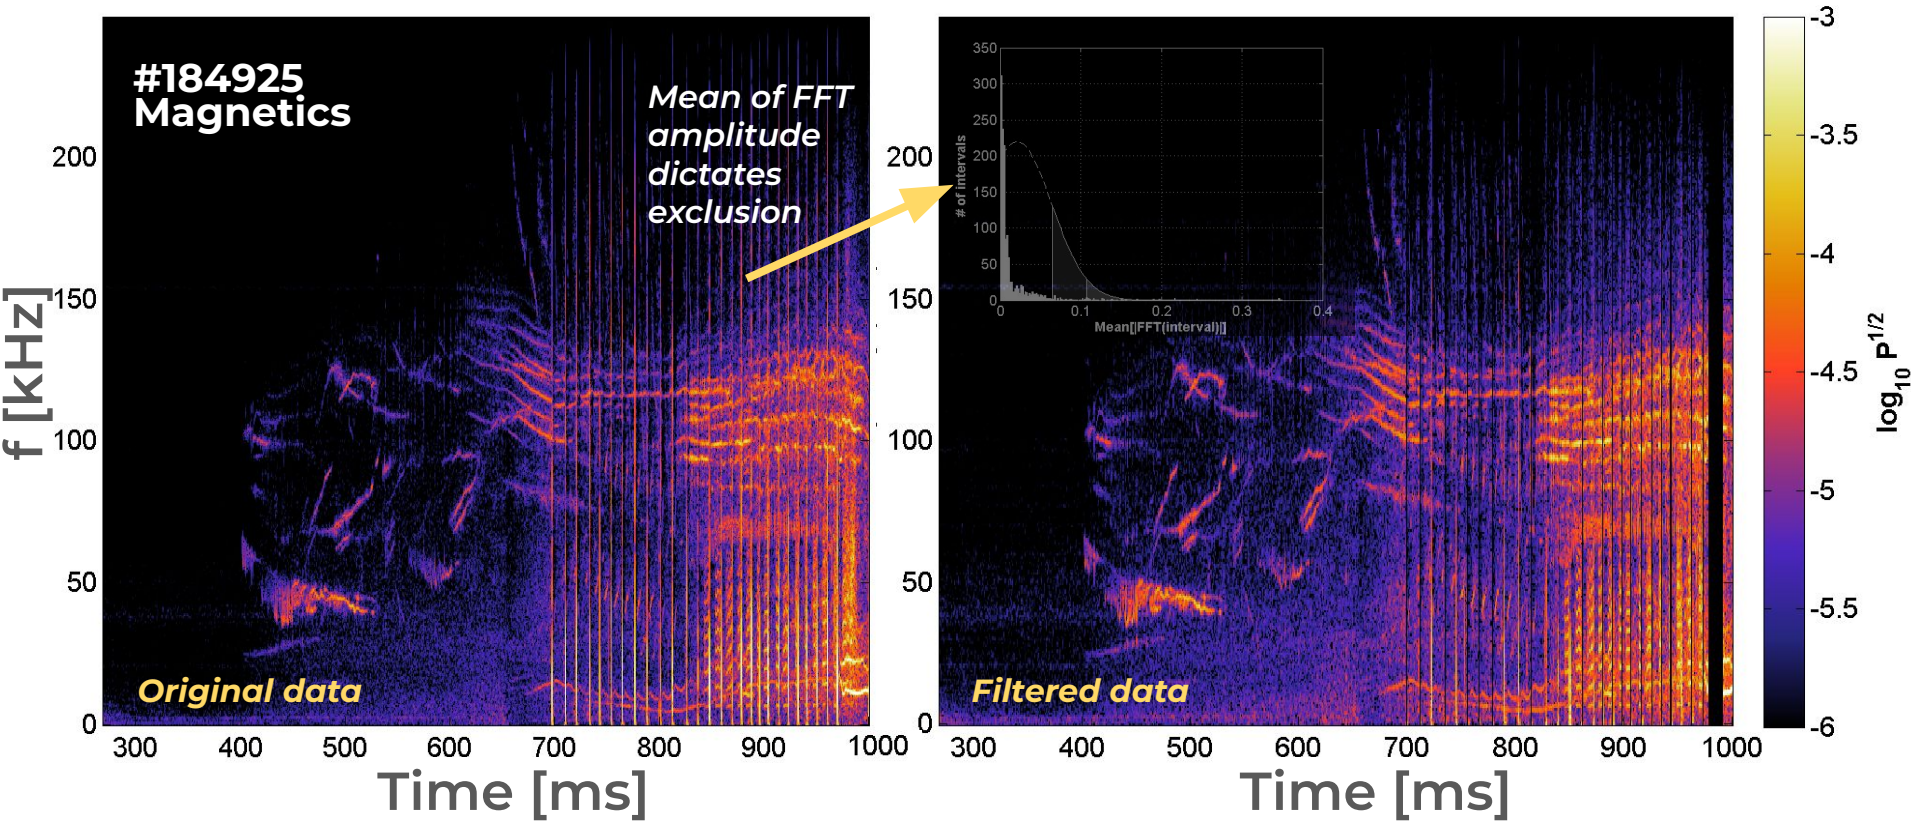 #184925
Magnetics
Mean of FFT
amplitude
dictates
exclusion
Original data
f [kHz]
200
150
100
50
0
300 400 500 600 700 800 900 1000
Time [ms]
350
300
250
200
150
100
50
0
# of intervals
0 0.1 0.2 0.3 0.4
Mean[|FFT(interval)|]
Filtered data
200
150
100
50
0
300 400 500 600 700 800 900 1000
Time [ms]
-3
-3.5
-4
-4.5
-5
-5.5
-6
log10 P1/2